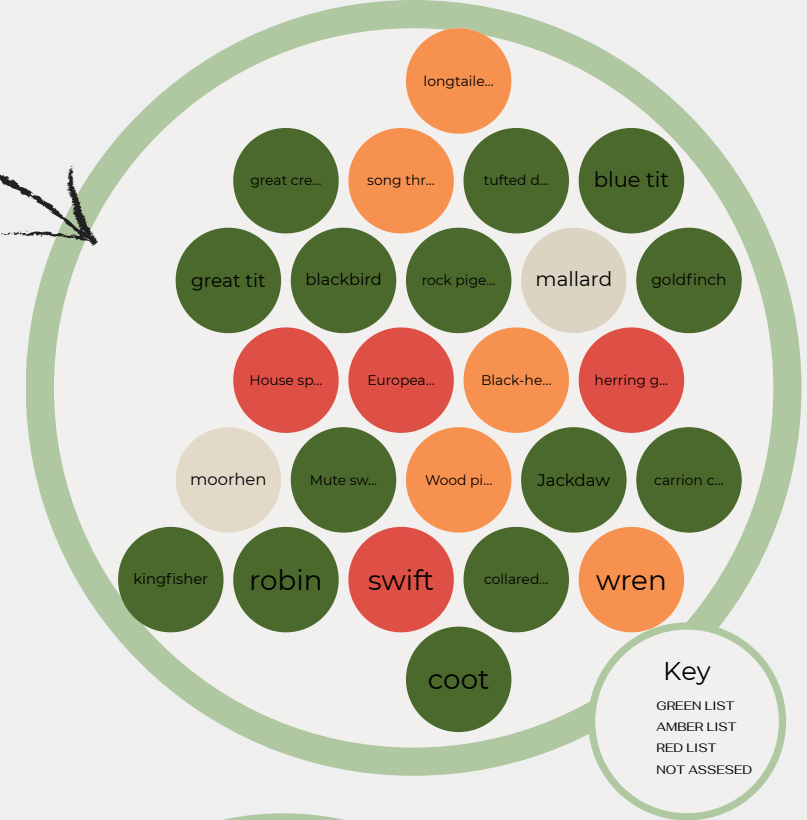 longtaile...
great cre...
song thr...
tufted d...
blue tit
great tit
blackbird
rock pige...
mallard
goldfinch
House sp...
Europea...
Black-he...
herring g...
moorhen
Mute sw...
Wood pi...
Jackdaw
carrion c...
kingfisher
robin
swift
collared...
wren
coot
Key
GREEN LIST
AMBER LIST
RED LIST
NOT ASSESED